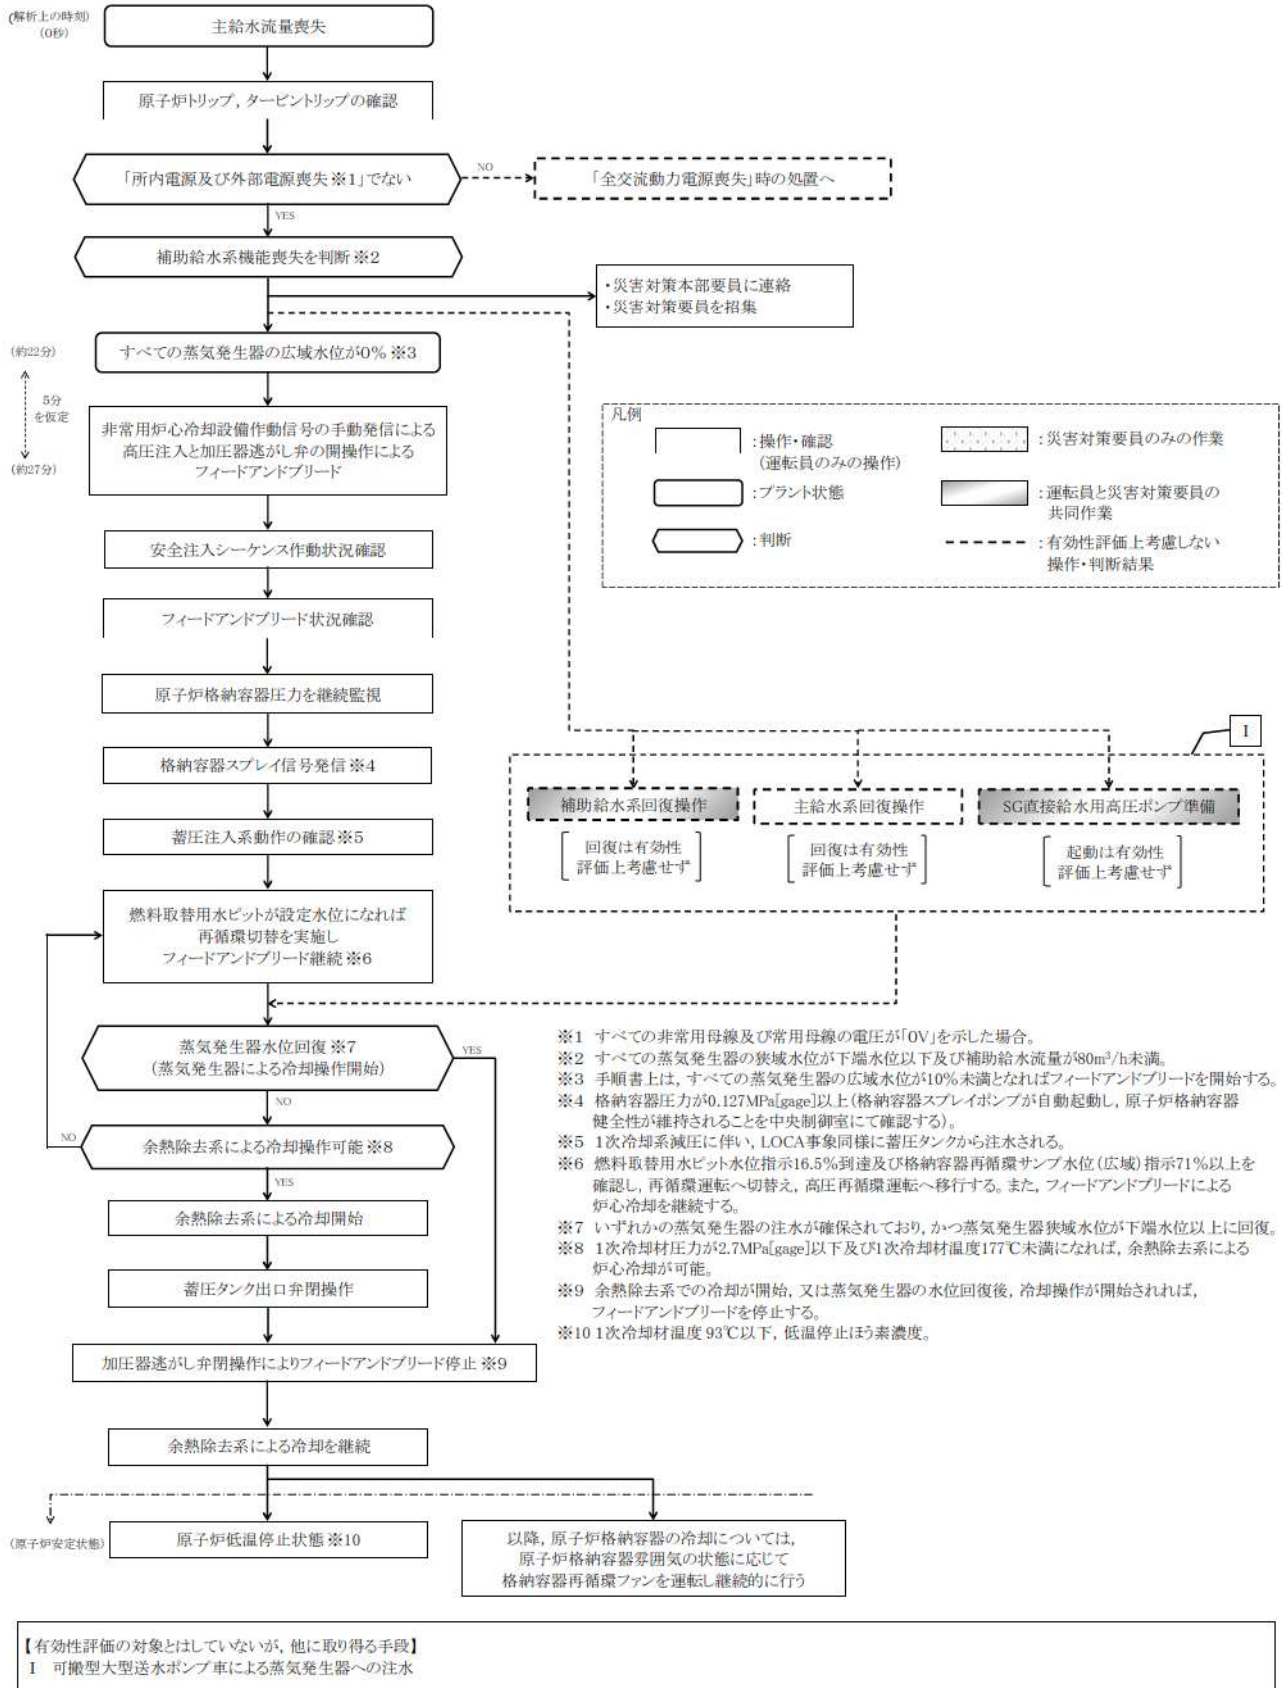 (解析上の時刻)
(0秒)
主給水流量喪失
原子炉トリップ，タービントリップの確認
「所内電源及び外部電源喪失※1」でない
NO
「全交流動力電源喪失」時の処置へ
YES
補助給水系機能喪失を判断※2
・災害対策本部要員に連絡
・災害対策要員を招集
(約22分)
すべての蒸気発生器の広域水位が0%※3
5分
を仮定
(約27分)
非常用炉心冷却設備作動信号の手動発信による
高圧注入と加圧器逃がし弁の開操作による
フィードアンドブリード
凡例
：操作・確認
(運転員のみの操作)
：災害対策要員のみの作業
：プラント状態
：運転員と災害対策要員の
共同作業
：判断
：有効性評価上考慮しない
操作・判断結果
安全注入シーケンス作動状況確認
フィードアンドブリード状況確認
原子炉格納容器圧力を継続監視
格納容器スプレイ信号発信※4
蓄圧注入系動作の確認※5
I
補助給水系回復操作
主給水系回復操作
SG直接給水用高圧ポンプ準備
回復は有効性
評価上考慮せず
回復は有効性
評価上考慮せず
起動は有効性
評価上考慮せず
燃料取替用水ピットが設定水位になれば
再循環切替を実施し
フィードアンドブリード継続※6
蒸気発生器水位回復※7
(蒸気発生器による冷却操作開始)
YES
NO
NO
余熱除去系による冷却操作可能※8
YES
余熱除去系による冷却開始
蓄圧タンク出口弁閉操作
加圧器逃がし弁閉操作によりフィードアンドブリード停止※9
余熱除去系による冷却を継続
(原子炉安定状態)
原子炉低温停止状態※10
以降，原子炉格納容器の冷却については，
原子炉格納容器雰囲気の状態に応じて
格納容器再循環ファンを運転し継続的に行う
※1 すべての非常用母線及び常用母線の電圧が「0V」を示した場合。
※2 すべての蒸気発生器の狭域水位が下端水位以下及び補助給水流量が80m³/h未満。
※3 手順書上は，すべての蒸気発生器の広域水位が10%未満となればフィードアンドブリードを開始する。
※4 格納容器圧力が0.127MPa[gage]以上(格納容器スプレイポンプが自動起動し，原子炉格納容器
健全性が維持されることを中央制御室にて確認する)。
※5 1次冷却系減圧に伴い，LOCA事象同様に蓄圧タンクから注水される。
※6 燃料取替用水ピット水位指示16.5%到達及び格納容器再循環サンプ水位(広域)指示71%以上を
確認し，再循環運転へ切替え，高圧再循環運転へ移行する。また，フィードアンドブリードによる
炉心冷却を継続する。
※7 いずれかの蒸気発生器の注水が確保されており，かつ蒸気発生器狭域水位が下端水位以上に回復。
※8 1次冷却材圧力が2.7MPa[gage]以下及び1次冷却材温度177℃未満になれば，余熱除去系による
炉心冷却が可能。
※9 余熱除去系での冷却が開始，又は蒸気発生器の水位回復後，冷却操作が開始されれば，
フィードアンドブリードを停止する。
※10 1次冷却材温度93℃以下，低温停止ほう素濃度。
【有効性評価の対象とはしていないが，他に取り得る手段】
I 可搬型大型送水ポンプ車による蒸気発生器への注水